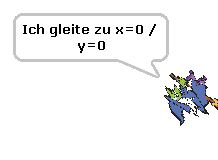 Ich gleite zu x=0 /
y=0